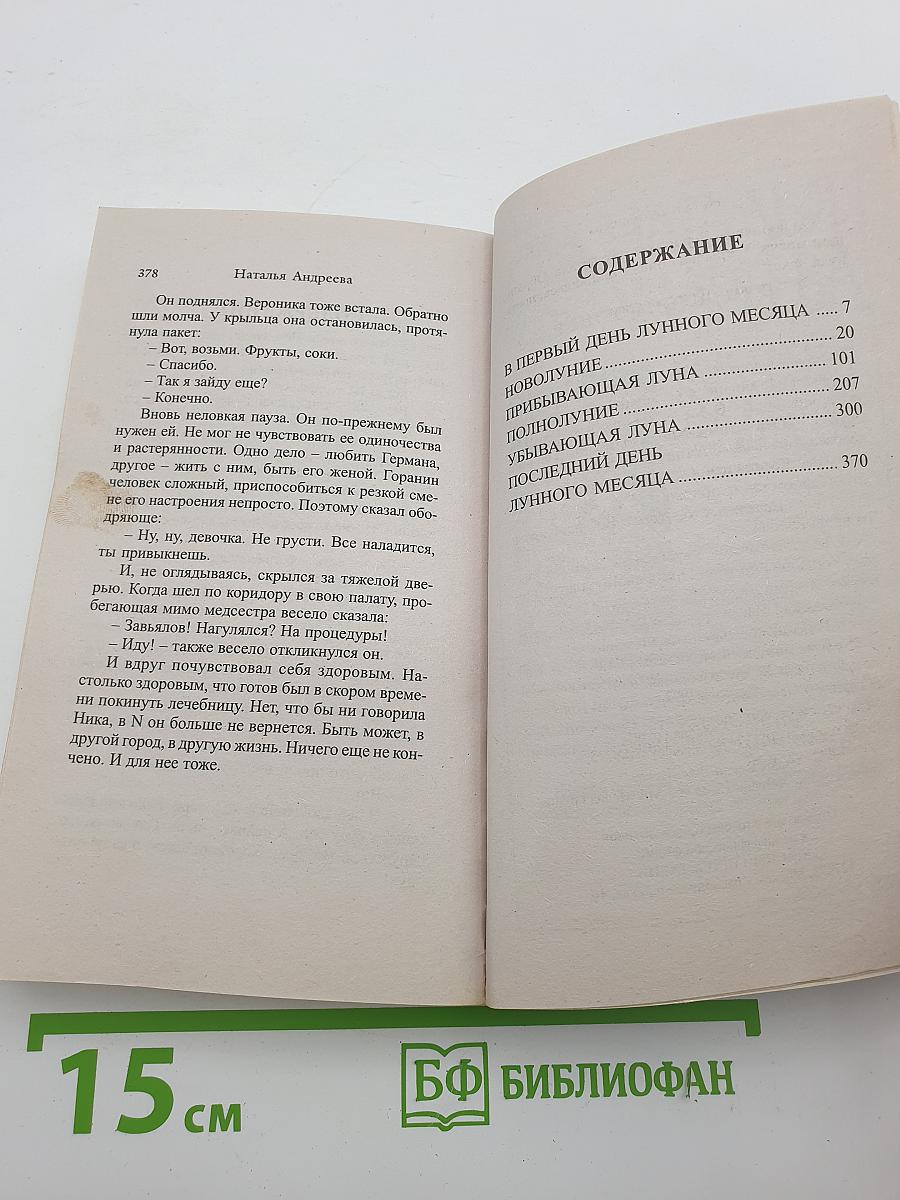 378 Наталья Андреева
Он поднялся. Вероника тоже встала. Обратно
шли молча. У крыльца она остановилась, протя-
нула пакет:
– Вот, возьми. Фрукты, соки.
– Спасибо.
– Так я зайду еще?
– Конечно.
Вновь неловкая пауза. Он по-прежнему был
нужен ей. Не мог не чувствовать ее одиночества
и растерянности. Одно дело – любить Германа,
другое – жить с ним, быть его женой. Горанин
человек сложный, приспособиться к резкой сме-
не его настроения непросто. Поэтому сказал обо-
дряюще:
– Ну, ну, девочка. Не грусти. Все наладится,
ты привыкнешь.
И, не оглядываясь, скрылся за тяжелой две-
рью. Когда шел по коридору в свою палату, про-
бегающая мимо медсестра весело сказала:
– Завьялов! Нагулялся? На процедуры!
– Иду! – также весело откликнулся он.
И вдруг почувствовал себя здоровым. На-
столько здоровым, что готов был в скором време-
ни покинуть лечебницу. Нет, что бы ни говорила
Ника, в N он больше не вернется. Быть может, в
другой город, в другую жизнь. Ничего еще не кон-
чено. И для нее тоже.
СОДЕРЖАНИЕ
В ПЕРВЫЙ ДЕНЬ ЛУННОГО МЕСЯЦА ..... 7
НОВОЛУНИЕ ..... 20
ПРИБЫВАЮЩАЯ ЛУНА ..... 101
ПОЛНОЛУНИЕ ..... 207
УБЫВАЮЩАЯ ЛУНА ..... 300
ПОСЛЕДНИЙ ДЕНЬ
ЛУННОГО МЕСЯЦА ..... 370
15 см
БФ БИБЛИОФАН